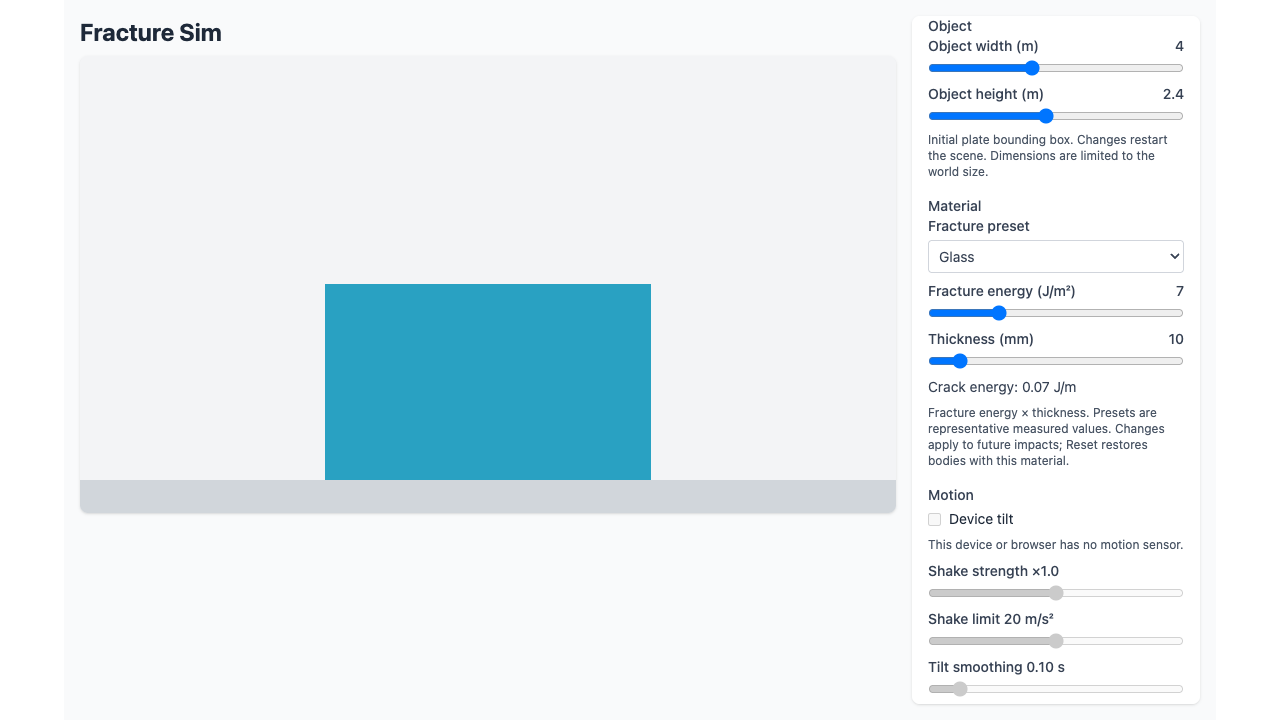 Fracture Sim
Object
Object width (m) 4
Object height (m) 2.4
Initial plate bounding box. Changes restart
the scene. Dimensions are limited to the
world size.
Material
Fracture preset
Glass
Fracture energy (J/m²) 7
Thickness (mm) 10
Crack energy: 0.07 J/m
Fracture energy × thickness. Presets are
representative measured values. Changes
apply to future impacts; Reset restores
bodies with this material.
Motion
Device tilt
This device or browser has no motion sensor.
Shake strength ×1.0
Shake limit 20 m/s²
Tilt smoothing 0.10 s